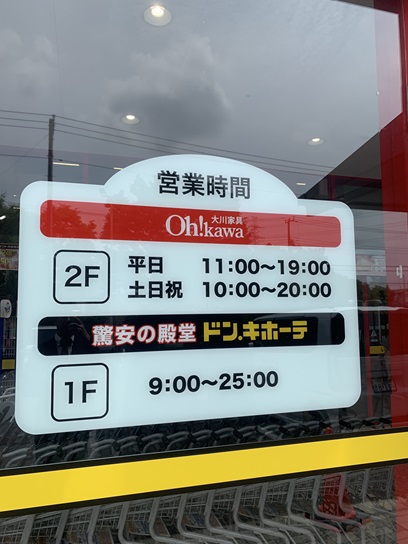 営業時間
大川家具
Oh!kawa
2F
平日 11:00～19:00
土日祝 10:00～20:00
驚安の殿堂 ドン.キホーテ
1F
9:00～25:00